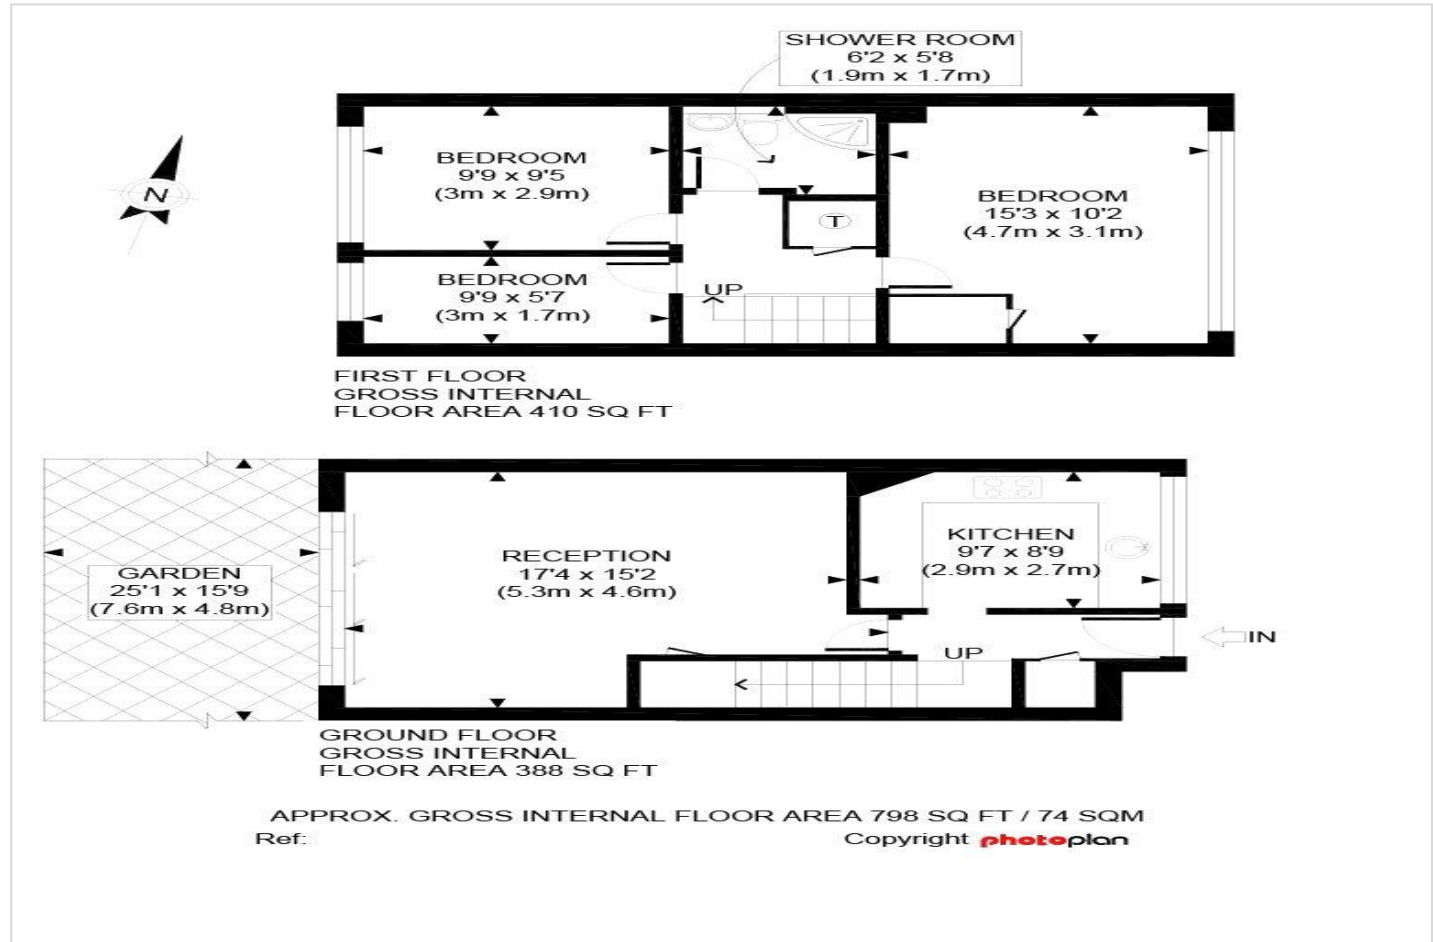 SHOWER ROOM
6'2 x 5'8
(1.9m x 1.7m)
BEDROOM
9'9 x 9'5
(3m x 2.9m)
N
BEDROOM
15'3 x 10'2
(4.7m x 3.1m)
T
BEDROOM
9'9 x 5'7
(3m x 1.7m)
UP
FIRST FLOOR
GROSS INTERNAL
FLOOR AREA 410 SQ FT
KITCHEN
9'7 x 8'9
(2.9m x 2.7m)
RECEPTION
17'4 x 15'2
(5.3m x 4.6m)
GARDEN
25'1 x 15'9
(7.6m x 4.8m)
IN
UP
GROUND FLOOR
GROSS INTERNAL
FLOOR AREA 388 SQ FT
APPROX. GROSS INTERNAL FLOOR AREA 798 SQ FT / 74 SQM
Ref:
Copyright photoplan